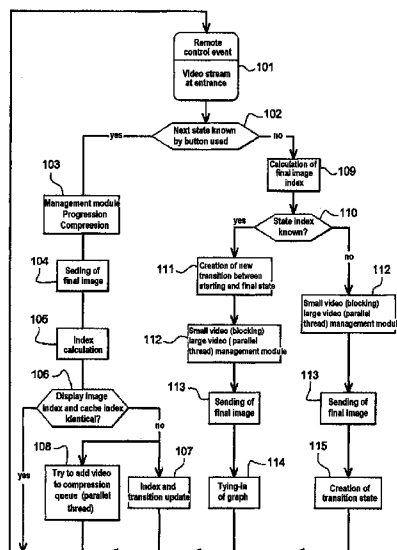 Remote
control event
Video stream
at entrance
101
102
Next state known
by button used
yes
no
103
Management module
Progression
Compression
Calculation of
final image
index
109
110
State index
known?
yes
no
104
Seding of
final image
111
Creation of new
transition between
starting and final state
112
Small video (blocking)
large video (parallel
thread) management module
105
Index
calculation
112
Small video (blocking)
large video ( parallel
thread) management module
106
Display image
index and cache index
identical?
113
Sending of
final image
113
Sending of
final image
yes
no
108
Try to add video
to compression
queue (parallel
thread)
107
Index and
transition update
114
Tying-in
of graph
115
Creation of
transition state